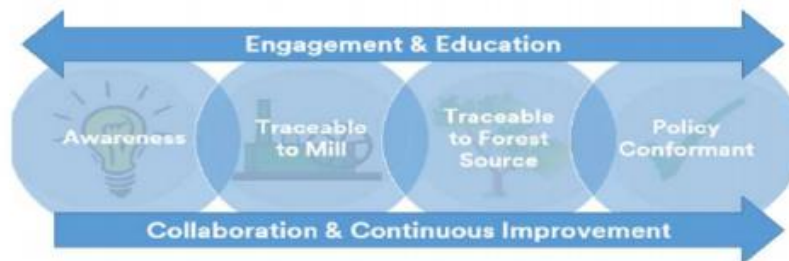 Engagement & Education
Awareness
Traceable
to Mill
Traceable
to Forest
Source
Policy
Conformant
Collaboration & Continuous Improvement